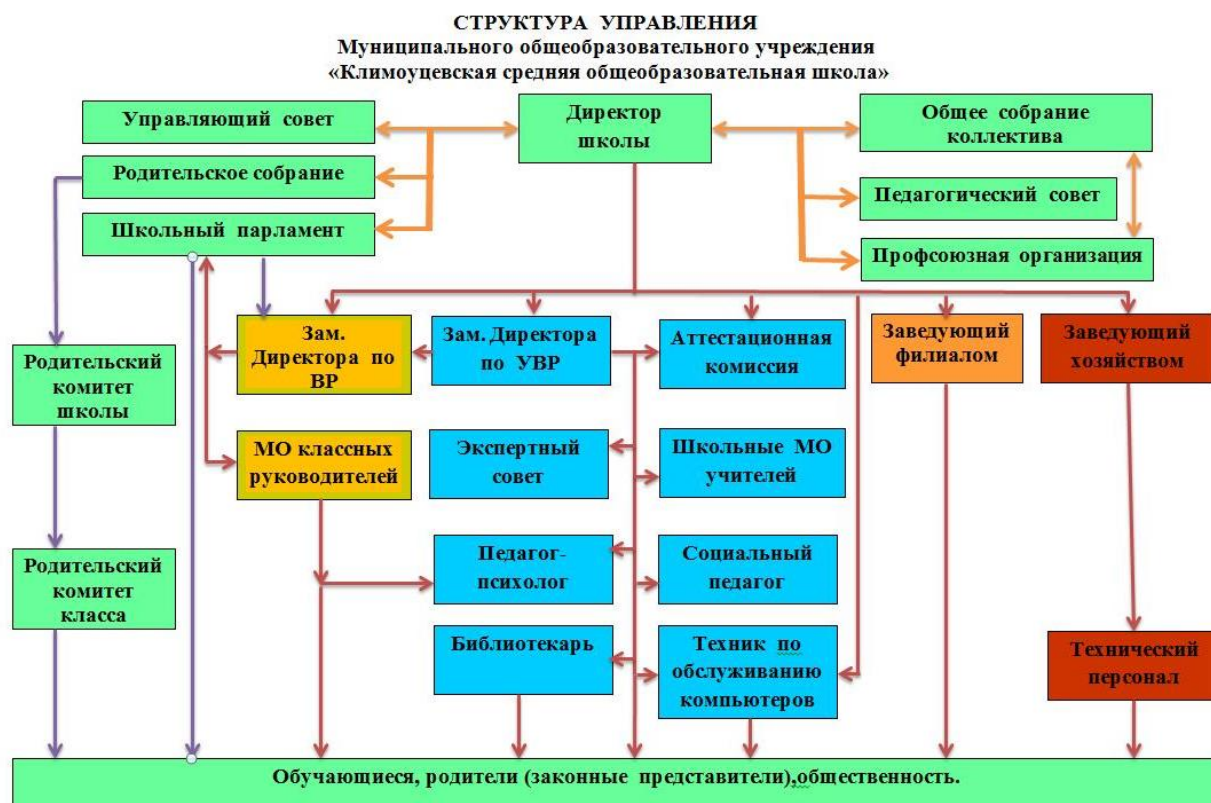 СТРУКТУРА УПРАВЛЕНИЯ
Муниципального общеобразовательного учреждения
«Климоуцевская средняя общеобразовательная школа»
Управляющий совет
Директор
школы
Общее собрание
коллектива
Родительское собрание
Педагогический совет
Школьный парламент
Профсоюзная организация
Зам.
Директора по
ВР
Зам. Директора
по УВР
Аттестационная
комиссия
Заведующий
филиалом
Заведующий
хозяйством
Родительский
комитет
школы
МО классных
руководителей
Экспертный
совет
Школьные МО
учителей
Родительский
комитет
класса
Педагог-
психолог
Социальный
педагог
Библиотекарь
Техник по
обслуживанию
компьютеров
Технический
персонал
Обучающиеся, родители (законные представители),общественность.